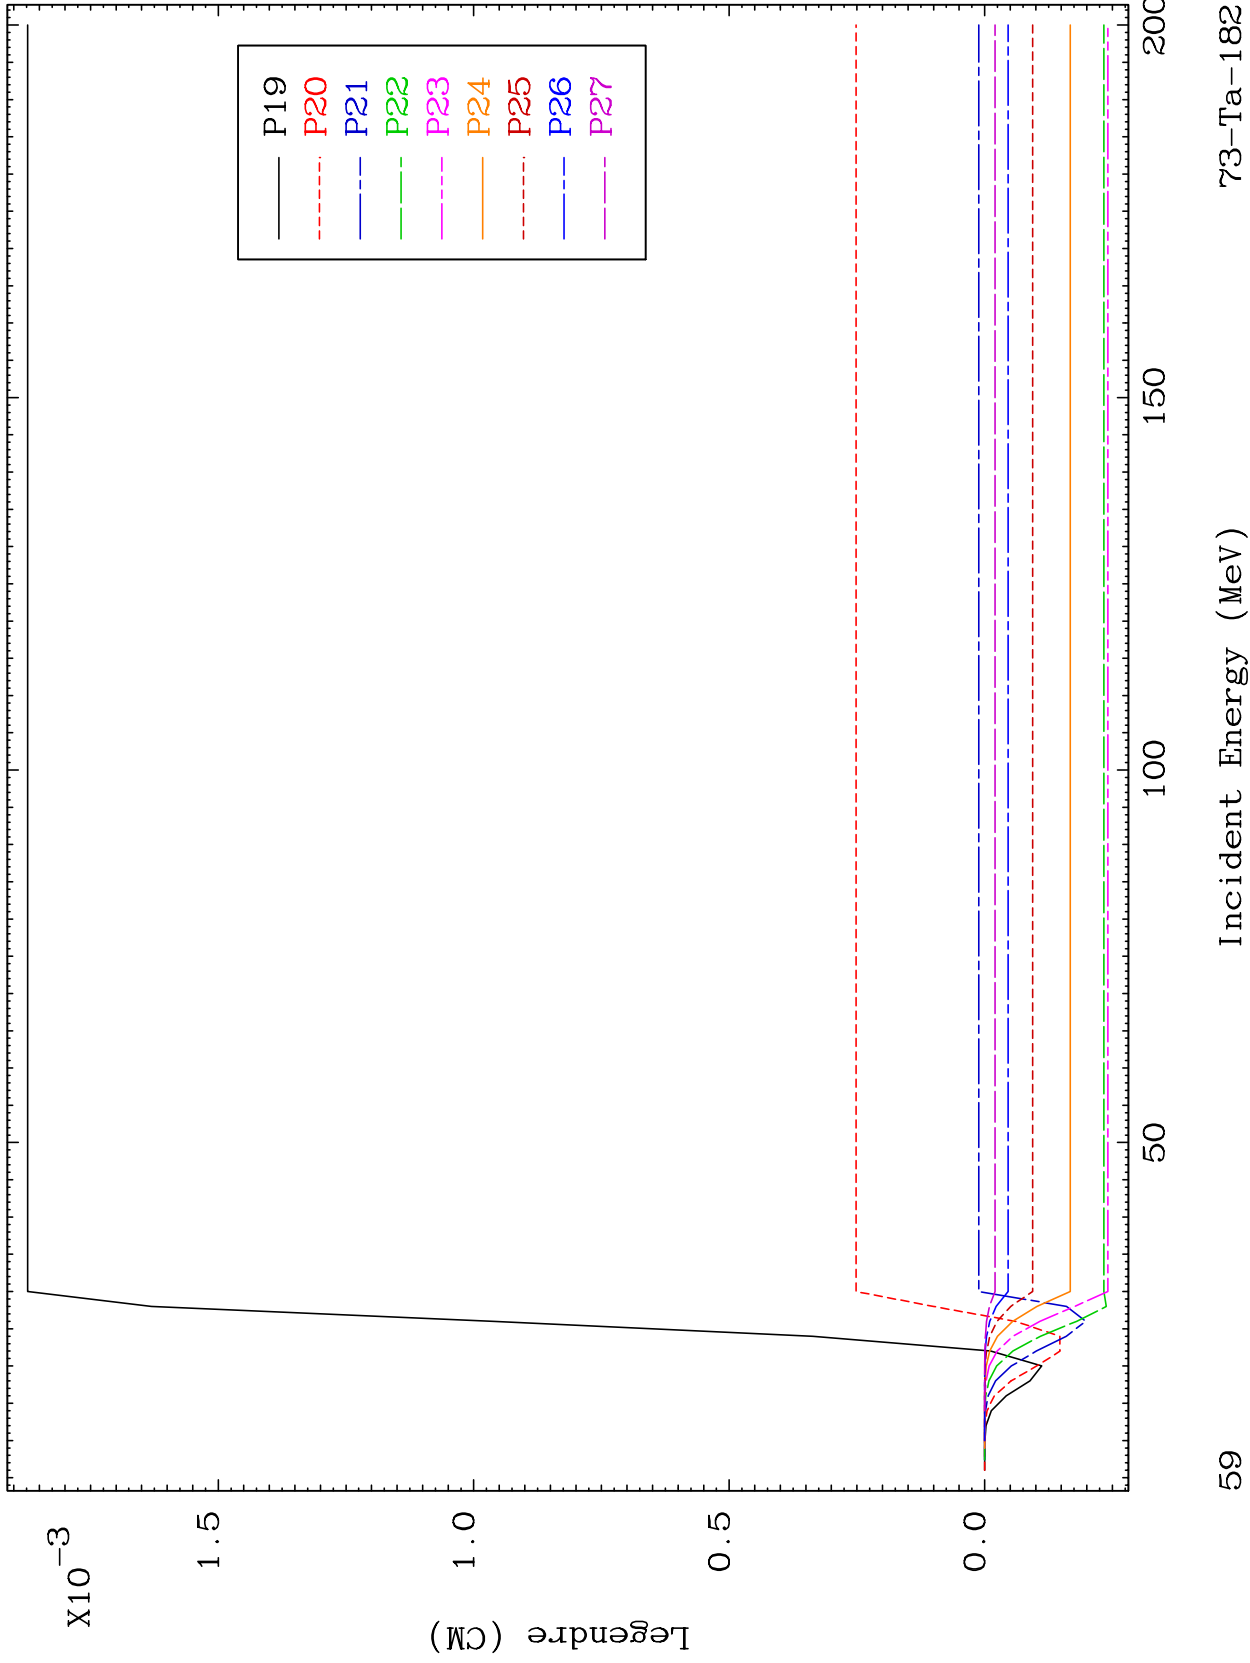 X10-3
1.5
1.0
0.5
0.0
Legendre (CM)
P19
P20
P21
P22
P23
P24
P25
P26
P27
50
100
150
200
Incident Energy (MeV)
59
73-Ta-182